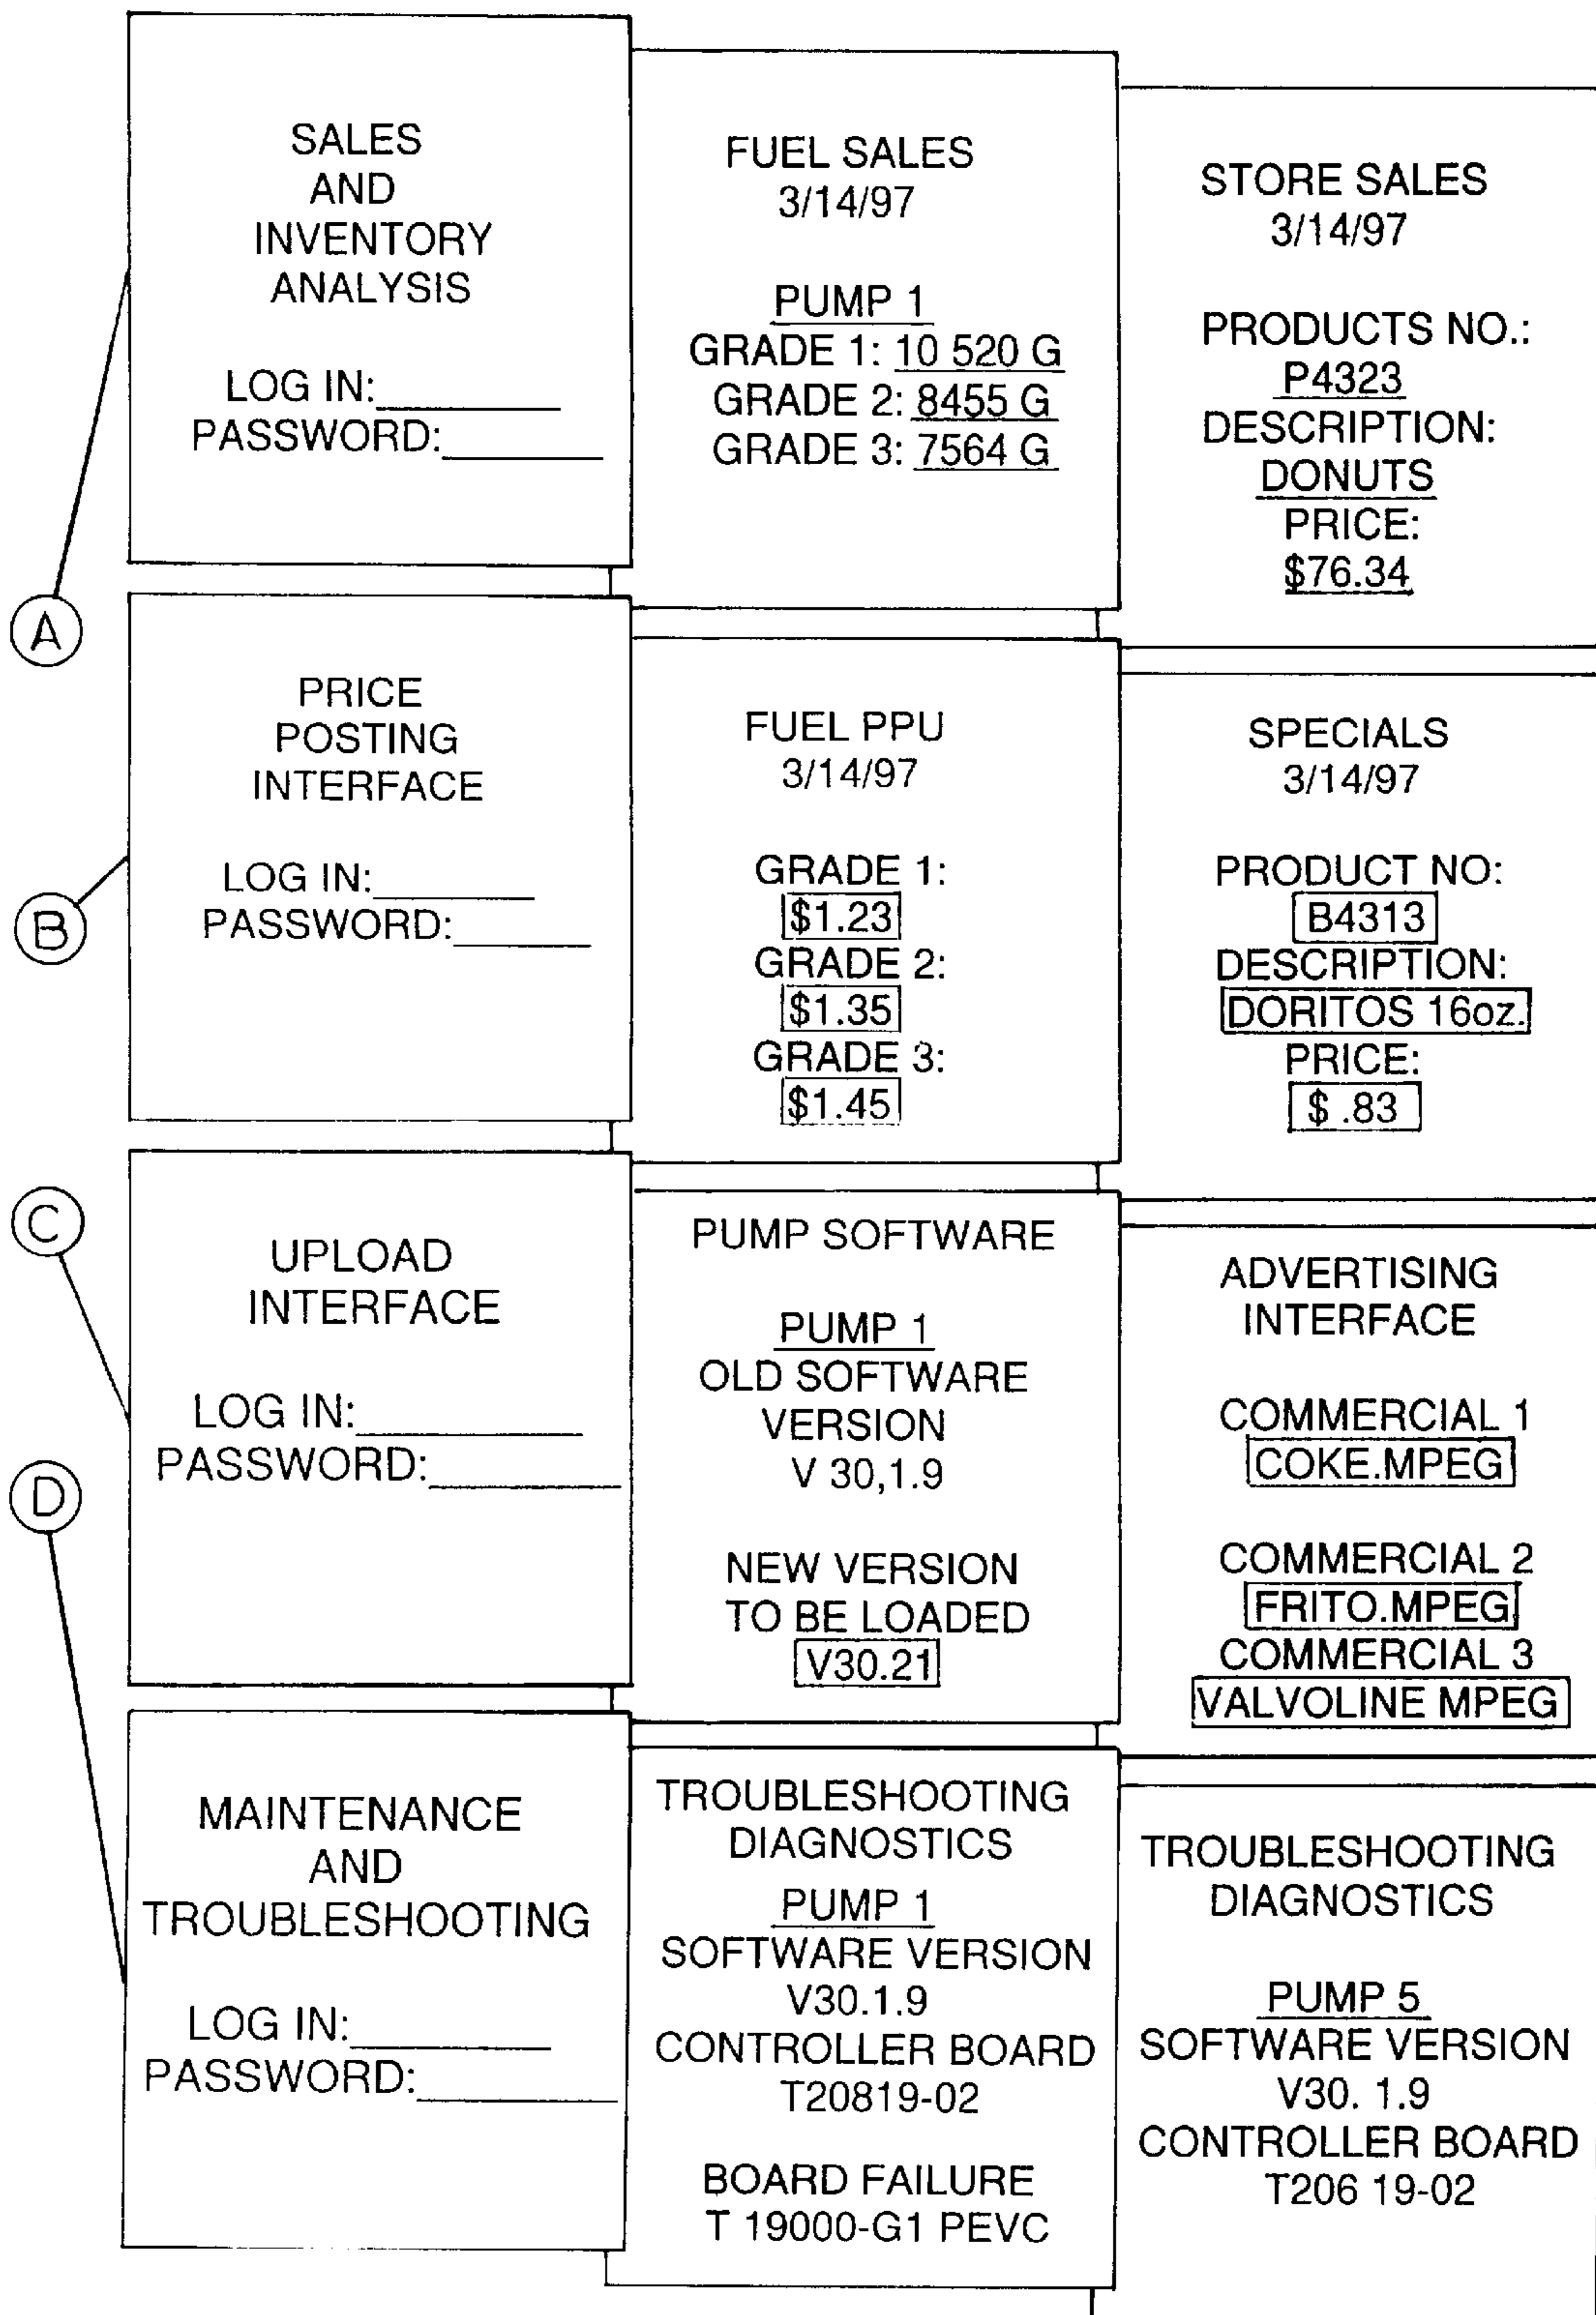 SALES
AND
INVENTORY
ANALYSIS
LOG IN:
PASSWORD:
FUEL SALES
3/14/97
PUMP 1
GRADE 1: 10 520 G
GRADE 2: 8455 G
GRADE 3: 7564 G
STORE SALES
3/14/97
PRODUCTS NO.:
P4323
DESCRIPTION:
DONUTS
PRICE:
$76.34
A
PRICE
POSTING
INTERFACE
LOG IN:
PASSWORD:
FUEL PPU
3/14/97
GRADE 1:
$1.23
GRADE 2:
$1.35
GRADE 3:
$1.45
SPECIALS
3/14/97
PRODUCT NO:
B4313
DESCRIPTION:
DORITOS 16oz.
PRICE:
$ .83
B
UPLOAD
INTERFACE
LOG IN:
PASSWORD:
PUMP SOFTWARE
PUMP 1
OLD SOFTWARE
VERSION
V 30,1.9
NEW VERSION
TO BE LOADED
V30.21
ADVERTISING
INTERFACE
COMMERCIAL 1
COKE.MPEG
COMMERCIAL 2
FRITO.MPEG
COMMERCIAL 3
VALVOLINE MPEG
C
MAINTENANCE
AND
TROUBLESHOOTING
LOG IN:
PASSWORD:
TROUBLESHOOTING
DIAGNOSTICS
PUMP 1
SOFTWARE VERSION
V30.1.9
CONTROLLER BOARD
T20819-02
BOARD FAILURE
T 19000-G1 PEVC
TROUBLESHOOTING
DIAGNOSTICS
PUMP 5
SOFTWARE VERSION
V30. 1.9
CONTROLLER BOARD
T206 19-02
D